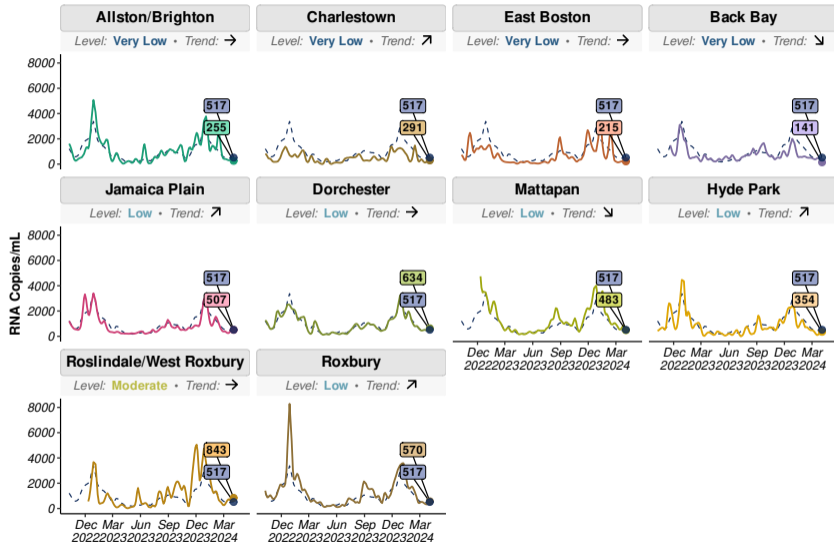 Allston/Brighton Charlestown East Boston Back Bay
Level: Very Low • Trend: → Level: Very Low • Trend: ↗ Level: Very Low • Trend: → Level: Very Low • Trend: ↘
8000
6000
4000
2000
0
517 517 517 517
255 291 215 141
Jamaica Plain Dorchester Mattapan Hyde Park
Level: Low • Trend: ↗ Level: Low • Trend: → Level: Low • Trend: ↘ Level: Low • Trend: ↗
RNA Copies/mL
8000
6000
4000
2000
0
517 634 517 517
507 517 483 354
Dec Mar Jun Sep Dec Mar Dec Mar Jun Sep Dec Mar
2022 2023 2023 2023 2023 2024 2022 2023 2023 2023 2023 2024
Roslindale/West Roxbury Roxbury
Level: Moderate • Trend: → Level: Low • Trend: ↗
8000
6000
4000
2000
0
843 570
517 517
Dec Mar Jun Sep Dec Mar Dec Mar Jun Sep Dec Mar
2022 2023 2023 2023 2023 2024 2022 2023 2023 2023 2023 2024